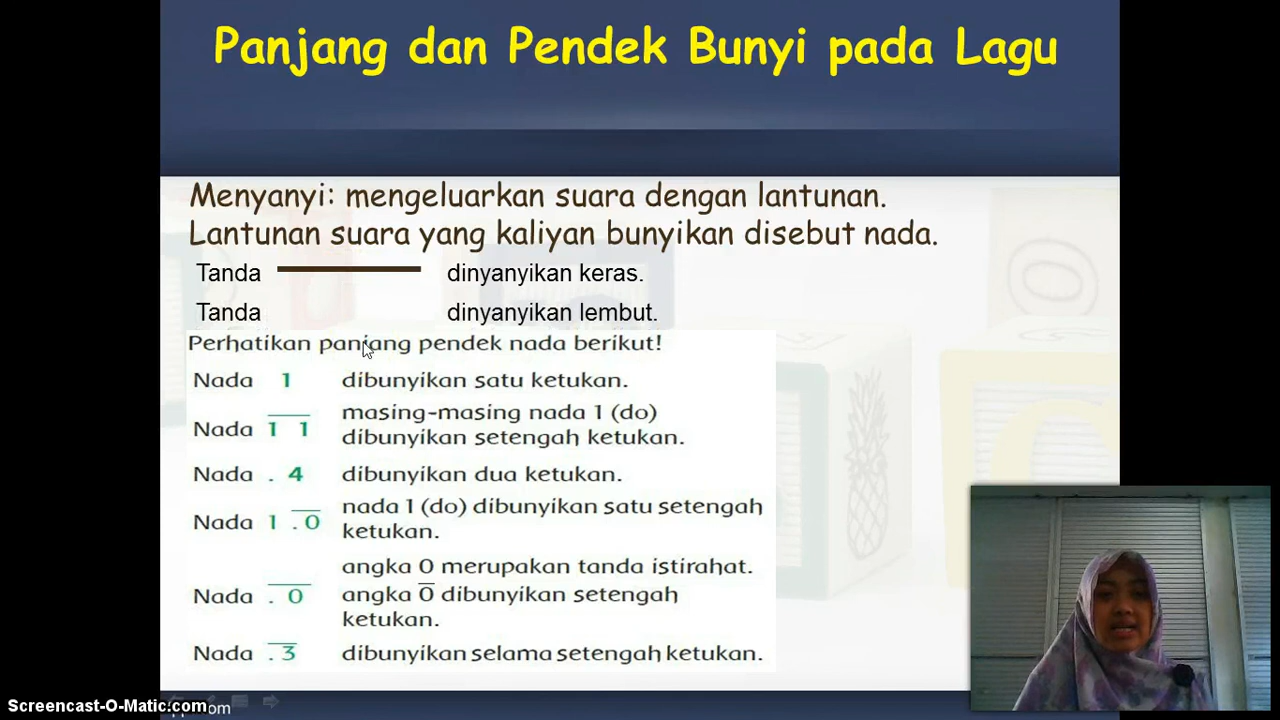 Panjang dan Pendek Bunyi pada Lagu
Menyanyi: mengeluarkan suara dengan lantunan.
Lantunan suara yang kaliyan bunyikan disebut nada.
Tanda dinyanyikan keras.
Tanda dinyanyikan lembut.
Perhatikan panjang pendek nada berikut!
Nada 1 dibunyikan satu ketukan.
Nada 1̅ 1̅ masing-masing nada 1 (do)
dibunyikan setengah ketukan.
Nada . 4 dibunyikan dua ketukan.
Nada 1 .̅0̅ nada 1 (do) dibunyikan satu setengah
ketukan.
angka 0 merupakan tanda istirahat.
Nada .̅ 0̅ angka 0̅ dibunyikan setengah
ketukan.
Nada .̅3̅ dibunyikan selama setengah ketukan.
Screencast-O-Matic.com